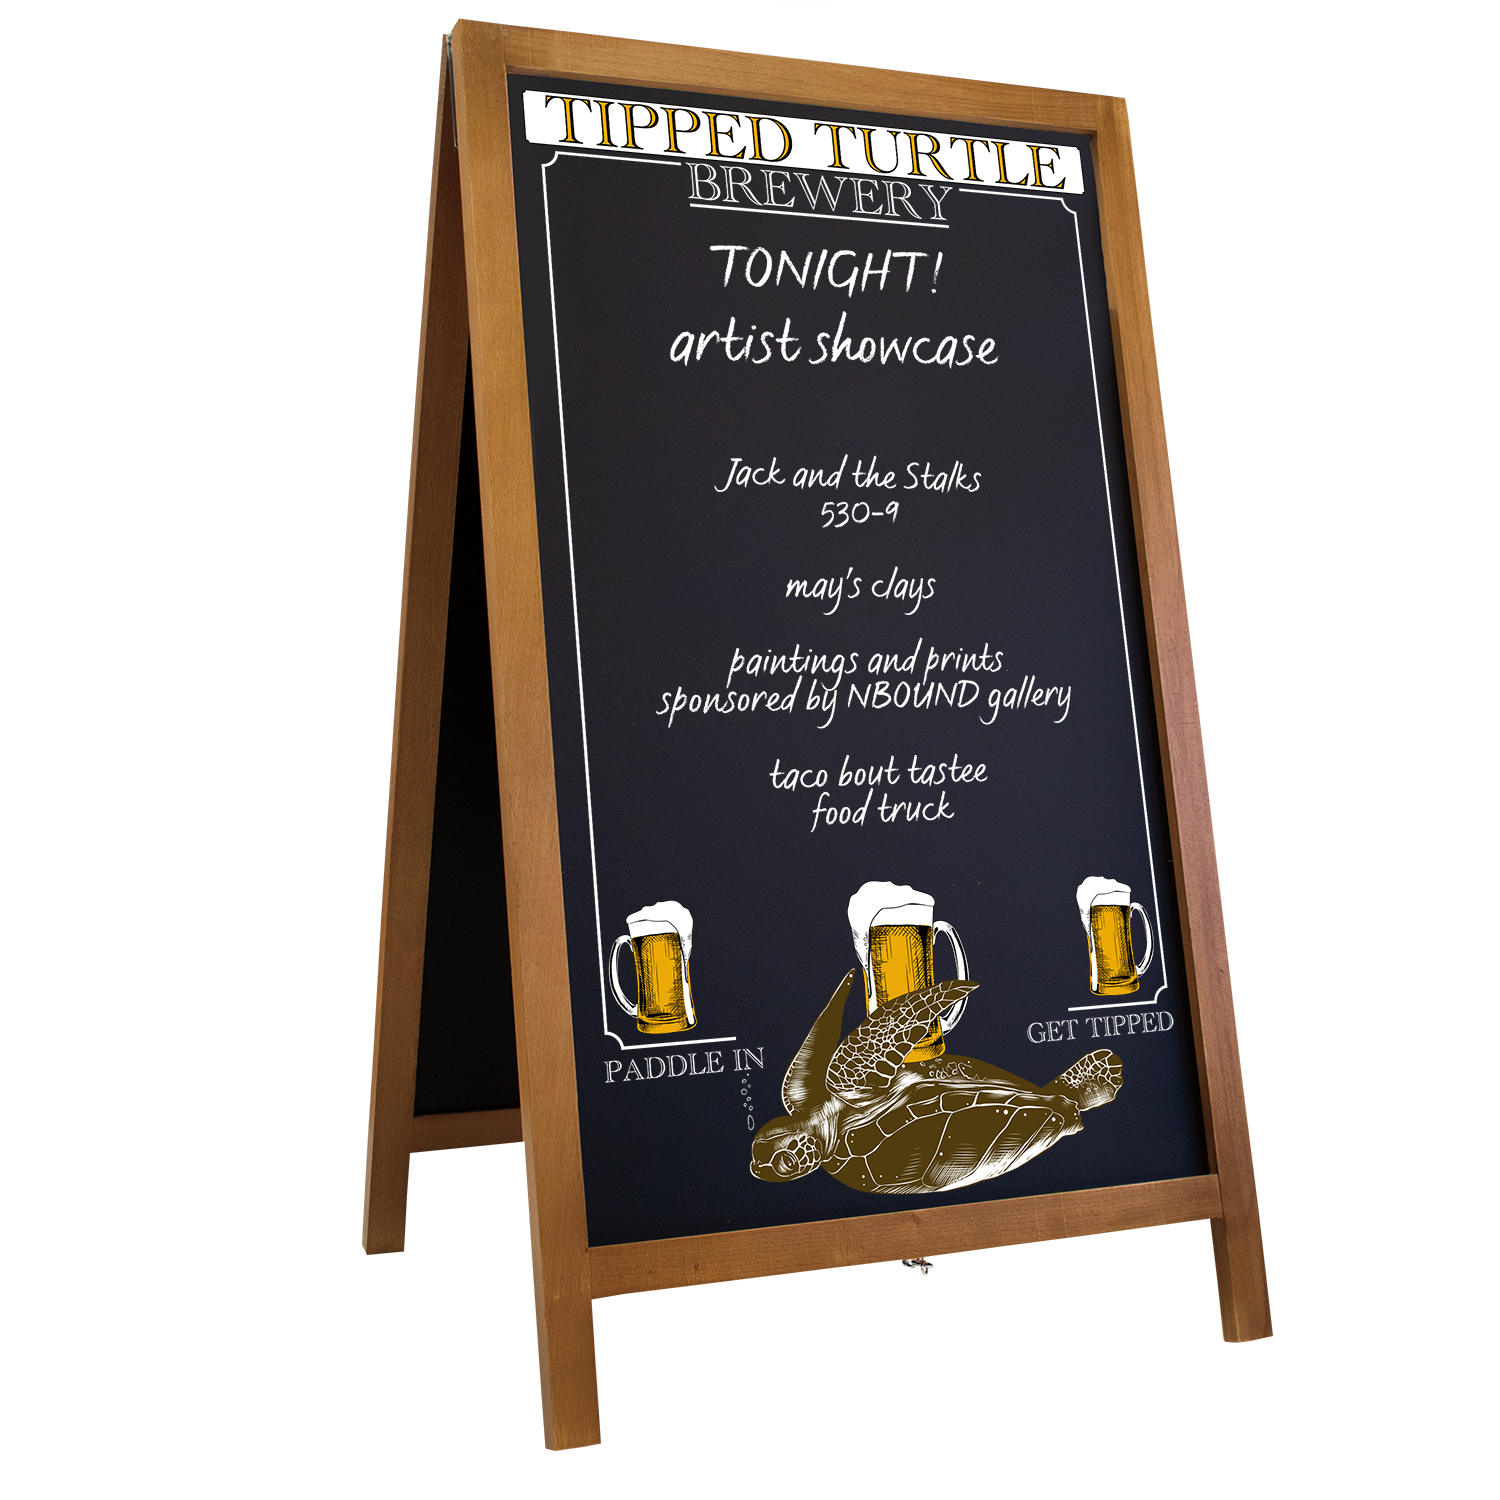 TIPPED TURTLE
BREWERY
TONIGHT!
artist showcase
Jack and the Stalks
530-9
may's clays
paintings and prints
sponsored by NBOUND gallery
taco bout tastee
food truck
PADDLE IN
GET TIPPED